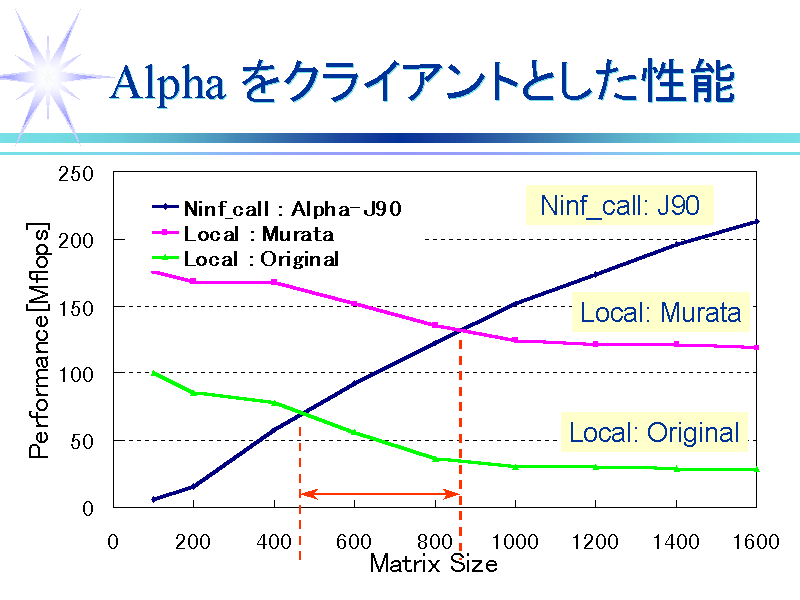 Alpha をクライアントとした性能
250
200
150
100
50
0
Performance[Mflops]
Ninf_call : Alpha-J90
Local : Murata
Local : Original
Ninf_call: J90
Local: Murata
Local: Original
0 200 400 600 800 1000 1200 1400 1600
Matrix Size